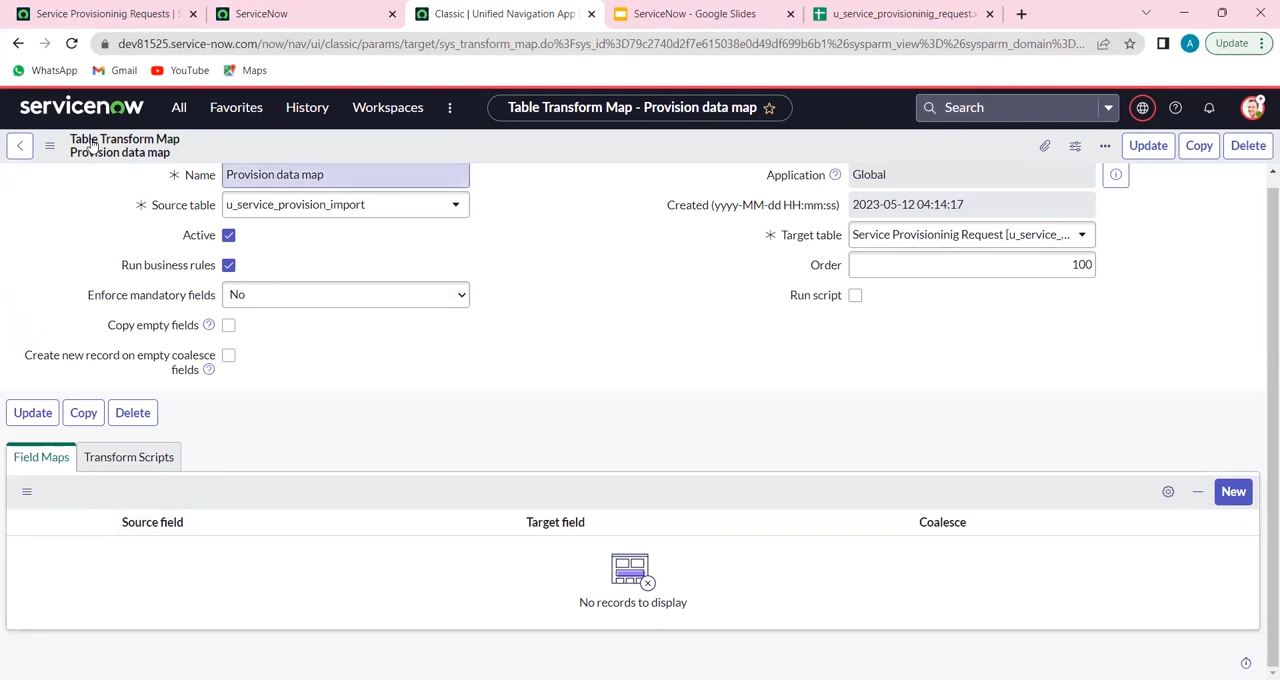 Service Provisioning Requests | S
ServiceNow
Classic | Unified Navigation App
ServiceNow - Google Slides
u_service_provisioninig_request.x
dev81525.service-now.com/now/nav/ui/classic/params/target/sys_transform_map.do%3Fsys_id%3D79c2740d2f7e615038e0d49df699b6b1%26sysparm_view%3D%26sysparm_domain%3D...
A
Update
WhatsApp
Gmail
YouTube
Maps
servicenow
All
Favorites
History
Workspaces
Table Transform Map - Provision data map
Search
Table Transform Map
Provision data map
Update
Copy
Delete
Name
Provision data map
Application
Global
Source table
u_service_provision_import
Created (yyyy-MM-dd HH:mm:ss)
2023-05-12 04:14:17
Active
Target table
Service Provisioninig Request [u_service_...
Run business rules
Order
100
Enforce mandatory fields
No
Run script
Copy empty fields
Create new record on empty coalesce
fields
Update
Copy
Delete
Field Maps
Transform Scripts
New
Source field
Target field
Coalesce
No records to display